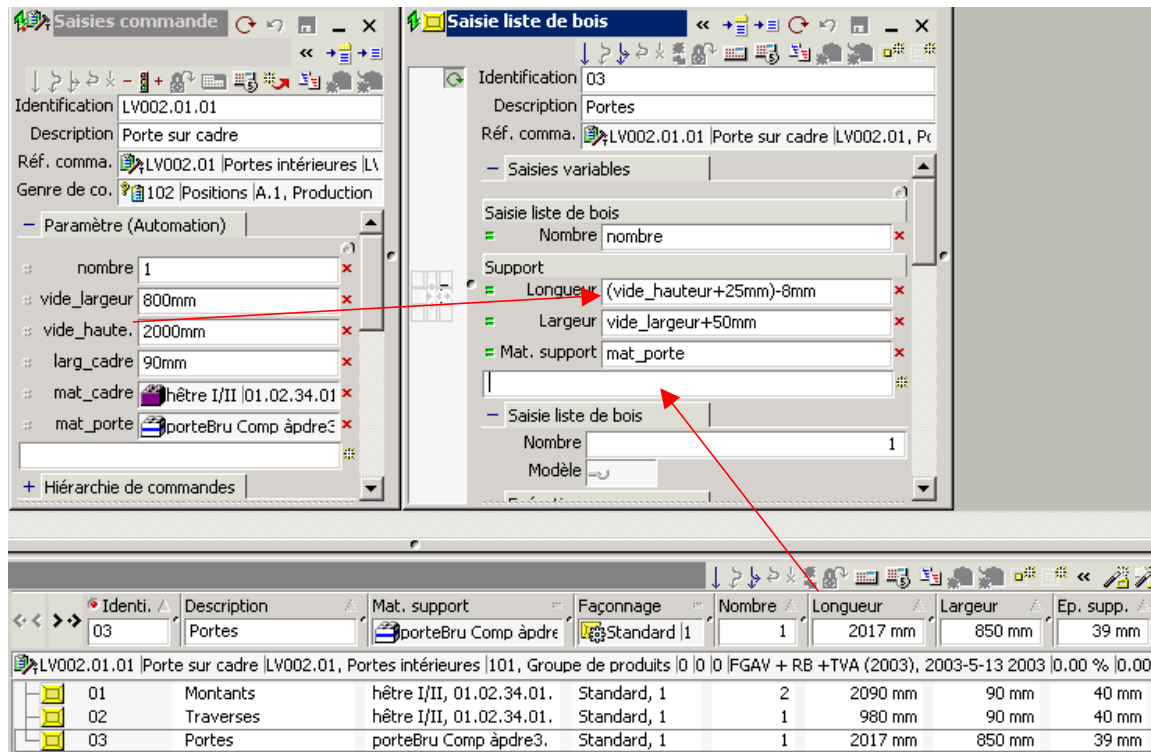 Saisies commande
Identification LV002.01.01
Description Porte sur cadre
Réf. comma. LV002.01 |Portes intérieures |L\
Genre de co. 102 |Positions |A.1, Production
− Paramètre (Automation)
nombre 1
vide_largeur 800mm
vide_haute. 2000mm
larg_cadre 90mm
mat_cadre hêtre I/II |01.02.34.01
mat_porte porteBru Comp àpdre3
+ Hiérarchie de commandes
Saisie liste de bois
Identification 03
Description Portes
Réf. comma. LV002.01.01 |Porte sur cadre |LV002.01, Po
− Saisies variables
Saisie liste de bois
= Nombre nombre
Support
= Longueur (vide_hauteur+25mm)-8mm
= Largeur vide_largeur+50mm
= Mat. support mat_porte
− Saisie liste de bois
Nombre 1
Modèle
Identi. Description Mat. support Façonnage Nombre Longueur Largeur Ep. supp.
03 Portes porteBru Comp àpdre Standard |1 1 2017 mm 850 mm 39 mm
LV002.01.01 |Porte sur cadre |LV002.01, Portes intérieures |101, Groupe de produits |0 |0 |0 |FGAV + RB +TVA (2003), 2003-5-13 2003 |0.00 % |0.00
01 Montants hêtre I/II, 01.02.34.01. Standard, 1 2 2090 mm 90 mm 40 mm
02 Traverses hêtre I/II, 01.02.34.01. Standard, 1 1 980 mm 90 mm 40 mm
03 Portes porteBru Comp àpdre3. Standard, 1 1 2017 mm 850 mm 39 mm